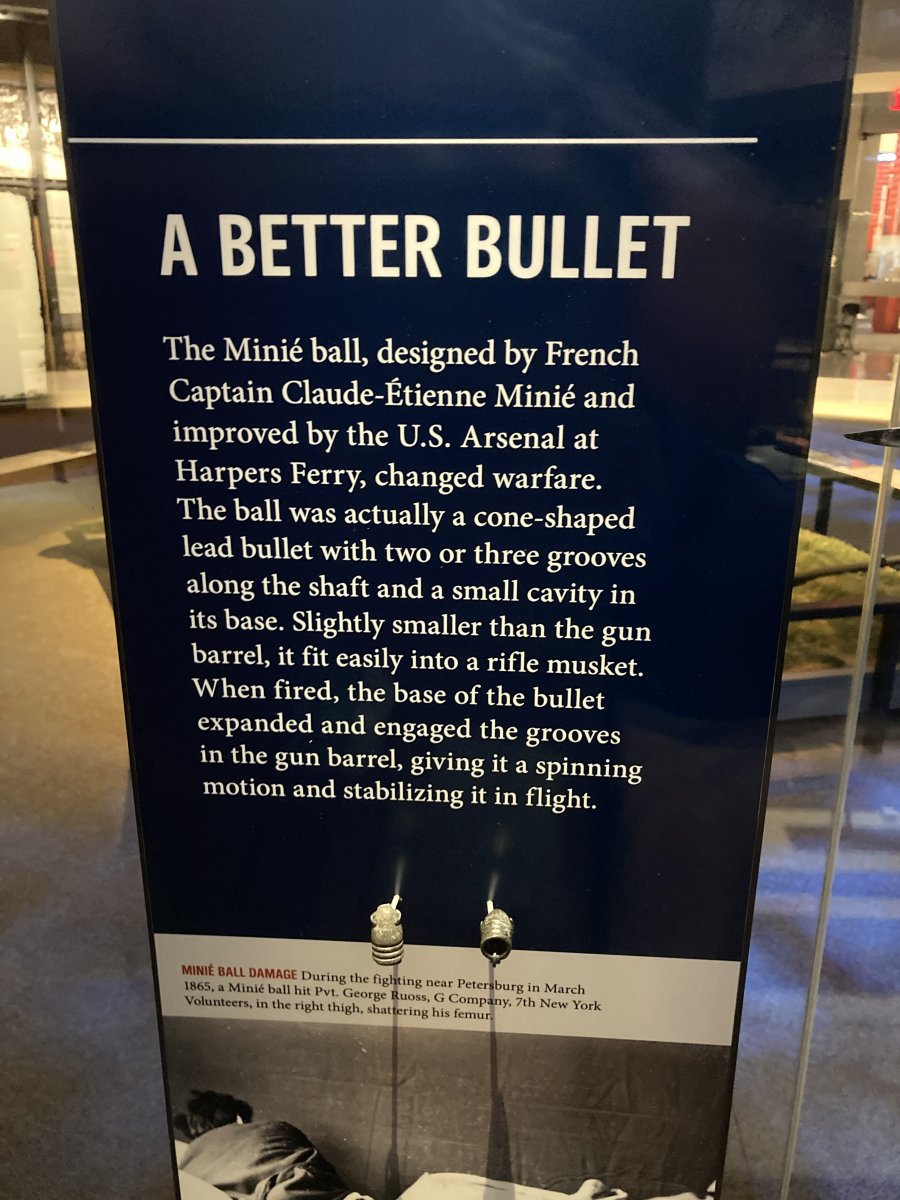 A BETTER BULLET
The Minié ball, designed by French
Captain Claude-Étienne Minié and
improved by the U.S. Arsenal at
Harpers Ferry, changed warfare.
The ball was actually a cone-shaped
lead bullet with two or three grooves
along the shaft and a small cavity in
its base. Slightly smaller than the gun
barrel, it fit easily into a rifle musket.
When fired, the base of the bullet
expanded and engaged the grooves
in the gun barrel, giving it a spinning
motion and stabilizing it in flight.
MINIÉ BALL DAMAGE During the fighting near Petersburg in March
1865, a Minié ball hit Pvt. George Ruoss, G Company, 7th New York
Volunteers, in the right thigh, shattering his femur.